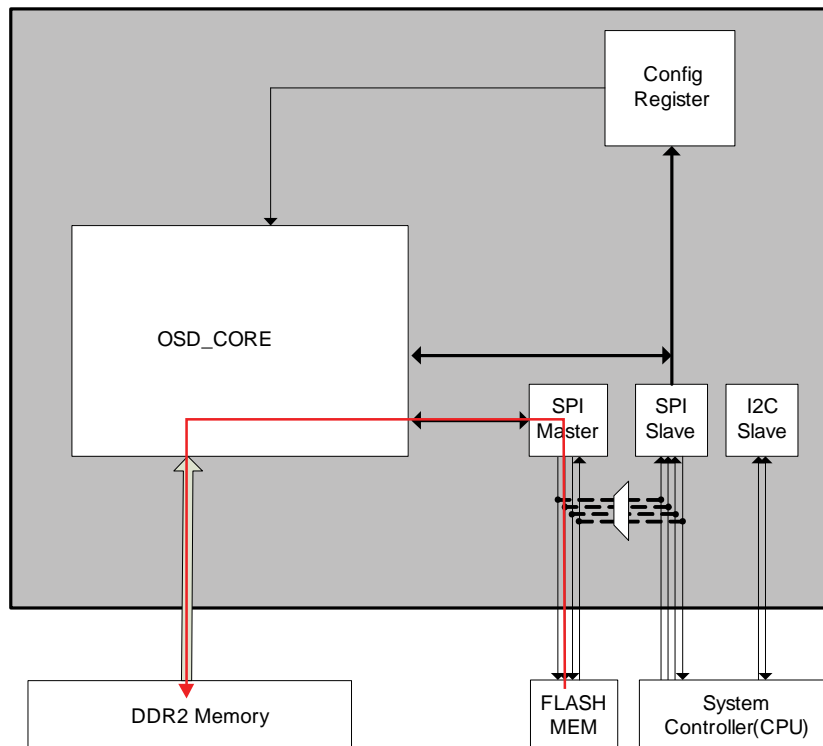 Config
Register
OSD_CORE
SPI
Master
SPI
Slave
I2C
Slave
DDR2 Memory
FLASH
MEM
System
Controller(CPU)